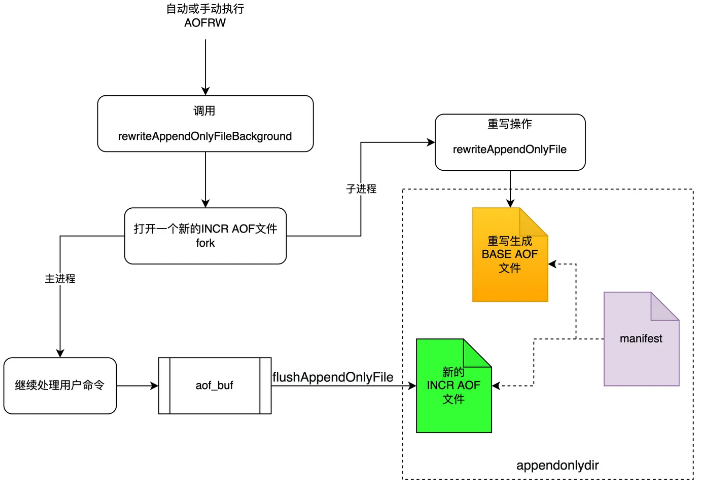 自动或手动执行
AOFRW
调用
rewriteAppendOnlyFileBackground
重写操作
rewriteAppendOnlyFile
子进程
打开一个新的INCR AOF文件
fork
主进程
重写生成
BASE AOF
文件
manifest
继续处理用户命令
aof_buf
flushAppendOnlyFile
新的
INCR AOF
文件
appendonlydir